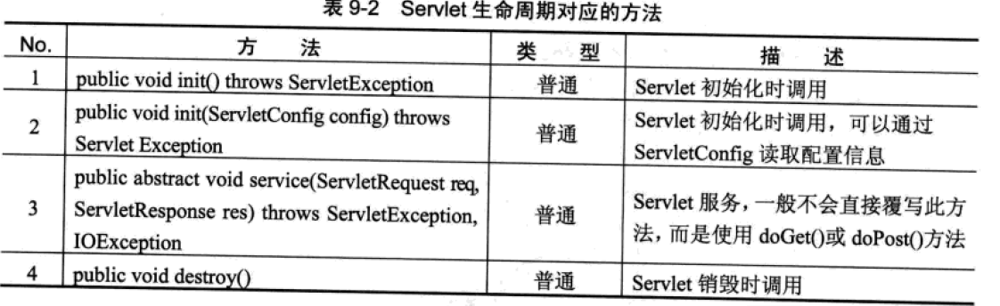 表 9-2 Servlet 生命周期对应的方法
No. 方 法 类 型 描 述
1 public void init() throws ServletException 普通 Servlet 初始化时调用
2 public void init(ServletConfig config) throws
Servlet Exception 普通 Servlet 初始化时调用，可以通过
ServletConfig 读取配置信息
3 public abstract void service(ServletRequest req,
ServletResponse res) throws ServletException,
IOException 普通 Servlet 服务，一般不会直接覆写此方
法，而是使用 doGet()或 doPost()方法
4 public void destroy() 普通 Servlet 销毁时调用